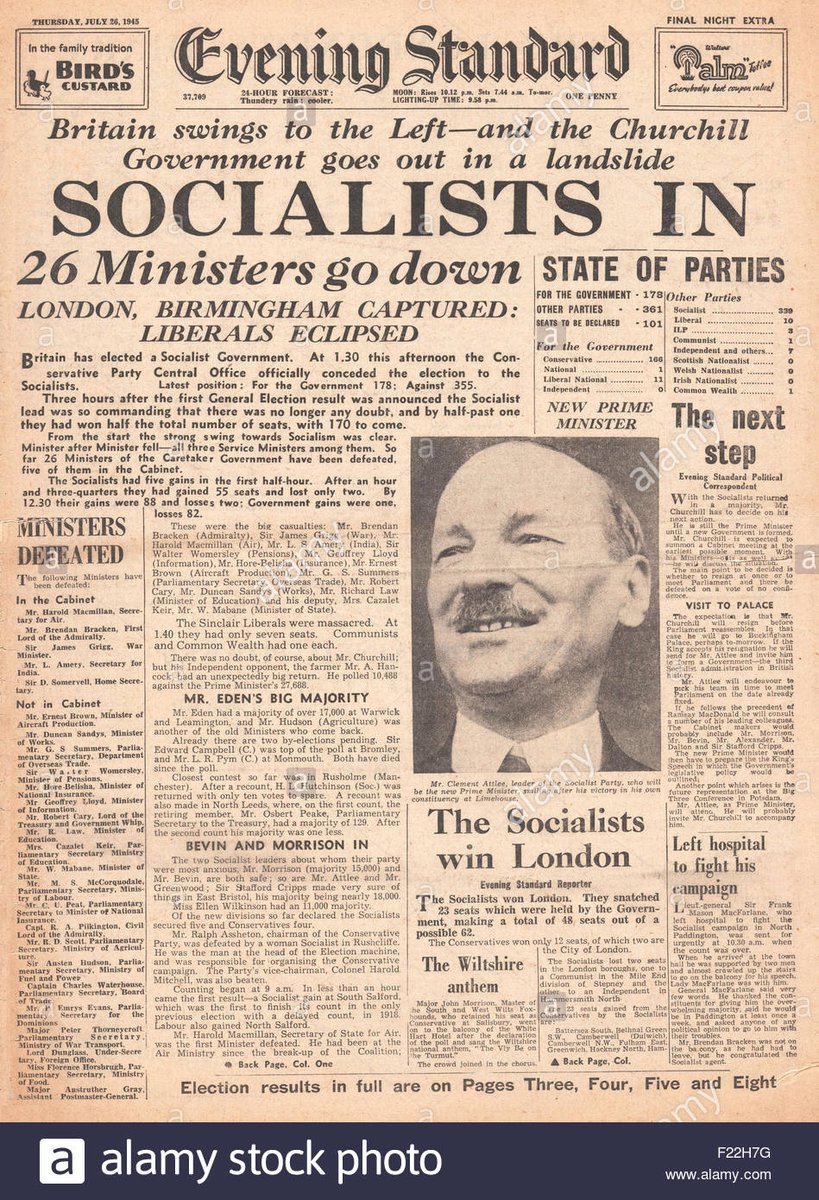 THURSDAY, JULY 26, 1945
FINAL NIGHT EXTRA
In the family tradition
BIRD'S
CUSTARD
Evening Standard
37,709
24-HOUR FORECAST:
Thundery rain: cooler.
MOON: Rises 10.12 p.m. Sets 7.44 a.m. To-mor.
LIGHTING-UP TIME: 9.58 p.m.
ONE PENNY
Walters'
"Palm" Toffee
Everybody's best coupon value!
Britain swings to the Left—and the Churchill
Government goes out in a landslide
SOCIALISTS IN
26 Ministers go down
LONDON, BIRMINGHAM CAPTURED:
LIBERALS ECLIPSED
Britain has elected a Socialist Government. At 1.30 this afternoon the Con-
servative Party Central Office officially conceded the election to the
Socialists. Latest position: For the Government 178; Against 355.
Three hours after the first General Election result was announced the Socialist
lead was so commanding that there was no longer any doubt, and by half-past one
they had won half the total number of seats, with 170 to come.
From the start the strong swing towards Socialism was clear.
Minister after Minister fell—all three Service Ministers among them. So
far 26 Ministers of the Caretaker Government have been defeated,
five of them in the Cabinet.
The Socialists had five gains in the first half-hour. After an hour
and three-quarters they had gained 55 seats and lost only two. By
12.30 their gains were 88 and losses two; Government gains were one,
losses 82.
STATE OF PARTIES
FOR THE GOVERNMENT - 178
OTHER PARTIES - - 361
SEATS TO BE DECLARED - 101
For the Government
Conservative 166
National 1
Liberal National 11
Independent 0
Other Parties
Socialist 339
Liberal 10
ILP 3
Communist 1
Independent and others... 7
Scottish Nationalist 0
Welsh Nationalist 0
Irish Nationalist 0
Common Wealth 1
NEW PRIME
MINISTER
MINISTERS
DEFEATED
The following Ministers have
been defeated:
In the Cabinet
Mr. Harold Macmillan, Secre-
tary for Air.
Mr. Brendan Bracken, First
Lord of the Admiralty.
Sir James Grigg, War
Minister.
Mr. L. Amery, Secretary for
India.
Sir D. Somervell, Home Secre-
tary.
Not in Cabinet
Mr. Ernest Brown, Minister of
Aircraft Production.
Mr. Duncan Sandys, Minister
of Works.
Mr. G. S. Summers, Parlia-
mentary Secretary, Department
of Overseas Trade.
Sir Walter Womersley,
Minister of Pensions.
Mr. Hore-Belisha, Minister of
National Insurance.
Mr Geoffrey Lloyd, Minister
of Information.
Mr. Robert Cary, Lord of the
Treasury and Government Whip.
Mr. R. Law, Minister of
Education.
Mrs. Cazalet Keir, Par-
liamentary Secretary Ministry
of Education.
Mr. W. Mabane, Minister of
State.
Mr. M. S. McCorquodale,
Parliamentary Secretary, Minis-
try of Labour.
Mr. C. U. Peat, Parliamentary
Secretary to Minister of National
Insurance.
Capt. R. A. Pilkington, Civil
Lord of the Admiralty.
Mr. R. D. Scott, Parliamentary
Secretary, Ministry of Agricul-
ture.
Sir Austen Hudson, Parlia-
mentary Secretary, Ministry of
Fuel and Power
Captain Charles Waterhouse,
Parliamentary Secretary, Board
of Trade.
Mr. Emrys Evans, Parlia-
mentary Secretary for the
Dominions
Major Peter Thorneycroft,
Parliamentary Secretary,
Ministry of War Transport.
Lord Dunglass, Under-Secre-
tary, Foreign Office.
Miss Florence Horsbrugh, Par-
liamentary Secretary, Ministry
of Food.
Major Anstruther Gray,
Assistant Postmaster-General.
These were the big casualties: Mr. Brendan
Bracken (Admiralty), Sir James Grigg (War), Mr.
Harold Macmillan (Air), Mr. L. S. Amery (India), Sir
Walter Womersley (Pensions), Mr. Geoffrey Lloyd
(Information), Mr. Hore-Belisha (Insurance), Mr Ernest
Brown (Aircraft Production), Mr. G. S. Summers
(Parliamentary Secretary, Overseas Trade), Mr. Robert
Cary, Mr. Duncan Sandys (Works), Mr. Richard Law
(Minister of Education) and his deputy, Mrs. Cazalet
Keir, Mr. W. Mabane (Minister of State).
The Sinclair Liberals were massacred. At
1.40 they had only seven seats. Communists
and Common Wealth had one each.
There was no doubt, of course, about Mr. Churchill;
but his Independent opponent, the farmer Mr. A. Han-
cock had an unexpectedly big return. He polled 10,488
against the Prime Minister's 27,688.
MR. EDEN'S BIG MAJORITY
Mr. Eden had a majority of over 17,000 at Warwick
and Leamington, and Mr. Hudson (Agriculture) was
another of the old Ministers who came back.
Already there are two by-elections pending. Sir
Edward Campbell (C.) was top of the poll at Bromley,
and Mr. L. R. Pym (C.) at Monmouth. Both have died
since the poll.
Closest contest so far was in Rusholme (Man-
chester). After a recount, H. L. Hutchinson (Soc.) was
returned with only ten votes to spare. A recount was
also made in North Leeds, where, on the first count, the
retiring member, Mr. Osbert Peake, Parliamentary
Secretary to the Treasury, had a majority of 129. After
the second count his majority was one less.
BEVIN AND MORRISON IN
The two Socialist leaders about whom their party
were most anxious, Mr. Morrison (majority 15,000) and
Mr. Bevin, are both safe; so are Mr. Attlee and Mr.
Greenwood; Sir Stafford Cripps made very sure of
things in East Bristol, his majority being nearly 18,000.
Miss Ellen Wilkinson had an 11,000 majority.
Of the new divisions so far declared the Socialists
secured five and Conservatives four.
Mr. Ralph Assheton, chairman of the Conservative
Party, was defeated by a woman Socialist in Rushcliffe.
He was the man at the head of the Election machine,
and was responsible for organising the Conservative
campaign. The Party's vice-chairman, Colonel Harold
Mitchell, was also beaten.
Counting began at 9 a.m. In less than an hour
came the first result—a Socialist gain at South Salford,
which was the first to finish its count in the only
previous election with a delayed count, in 1918.
Labour also gained North Salford.
Mr. Harold Macmillan, Secretary of State for Air,
was the first Minister defeated. He had been at the
Air Ministry since the break-up of the Coalition,
Back Page, Col. One
Mr. Clement Attlee, leader of the Socialist Party, who will
be the new Prime Minister, smiling after his victory in his own
constituency at Limehouse.
The Socialists
win London
Evening Standard Reporter
The Socialists won London. They snatched
23 seats which were held by the Govern-
ment, making a total of 48 seats out of a
possible 62.
The Conservatives won only 12 seats, of which two are
the City of London.
The Socialists lost two seats
in the London boroughs, one to
Communist in the Mile End
division of Stepney and the
other to an Independent in
Hammersmith North
The 23 seats gained from the
Conservatives by the Socialists
are:
Battersea South, Bethnal Green
S.W., Camberwell (Dulwich),
Camberwell N.W., Fulham East,
Greenwich, Hackney North, Ham-
Back Page, Col.
The Wiltshire
anthem
Major John Morrison, Master of
the South and West Wilts Fox-
hounds, who retained his seat as
Conservative at Salisbury, went
on to the balcony of the White
Hart Hotel after the declaration
of the poll and sang the Wiltshire
national anthem, "The Vly Be on
the Turmut."
The crowd joined in the chorus.
The next
step
Evening Standard Political
Correspondent
With the Socialists returned
in a majority, Mr.
Churchill has to decide on his
next action.
He is still the Prime Minister
until a new Government is formed.
Mr. Churchill is expected to
summon a Cabinet meeting at the
earliest possible moment. With
his Ministers—outs as well as ins—
he will discuss the situation.
The main point to be decided is
whether to resign at once or to
meet Parliament and there be
defeated on a vote of no confi-
dence.
VISIT TO PALACE
The expectation is that Mr.
Churchill will resign before
Parliament reassembles. In that
case he will go to Buckingham
Palace, perhaps to-morrow. If the
King accepts his resignation he will
send for Mr. Attlee and invite him
to form a Government—the third
Socialist administration in British
history.
Mr. Attlee will endeavour to
pick his team in time to meet
Parliament on the date already
fixed.
If he follows the precedent of
Ramsay MacDonald he will consult
a number of his leading colleagues.
The Cabinet makers would
probably include Mr. Morrison,
Mr. Bevin, Mr. Alexander, Mr.
Dalton and Sir Stafford Cripps.
The new Prime Minister would
then have to prepare the the King's
Speech in which the Government's
legislative policy would be
outlined.
Another point which arises is the
future representation at the Big
Three Conference in Potsdam.
Mr. Attlee, as Prime Minister,
will attend. He will probably
invite Mr. Churchill to accompany
him.
Left hospital
to fight his
campaign
Lieut-general Sir Frank
Mason MacFarlane, who
left hospital to fight the
Socialist campaign in North
Paddington, was sent for
urgently at 10.30 a.m. when
the count was over.
When he arrived at the town
hall he was supported by two men
and almost crawled up the stairs
to go on the balcony for his speech.
Lady MacFarlane was with him.
General MacFarlane said very
few words. He thanked the con-
stituents for giving him the over-
whelming majority, said he would
be in Paddington at least once a
week, and asked anyone of any
political opinion to go to him with
their troubles.
Mr. Brendan Bracken was not on
the balcony, as he had had to
leave, but he congratulated the
Socialist agent.
Election results in full are on Pages Three, Four, Five and Eight
a alamy stock photo
F22H7G
www.alamy.com